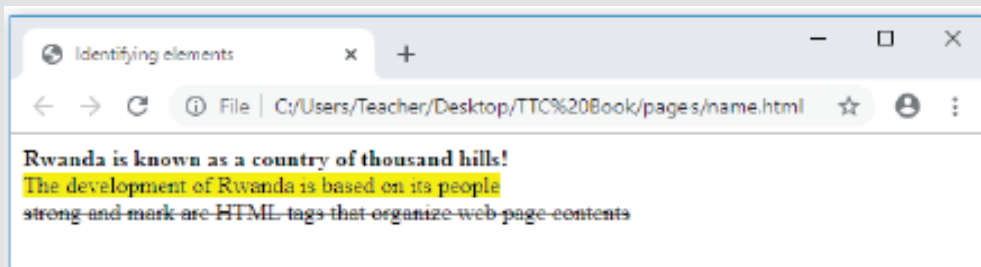 Identifying elements
File | C:/Users/Teacher/Desktop/TTC%20Book/pages/name.html
Rwanda is known as a country of thousand hills!
The development of Rwanda is based on its people
strong and mark are HTML tags that organize web page contents